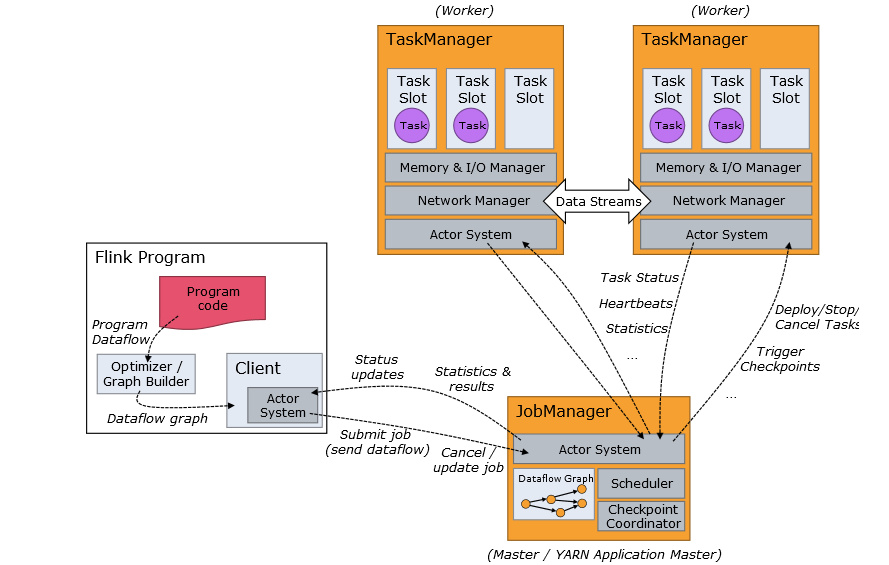 (Worker)
(Worker)
TaskManager
TaskManager
Task
Slot
Task
Slot
Task
Slot
Task
Slot
Task
Slot
Task
Slot
Task
Task
Task
Task
Memory & I/O Manager
Memory & I/O Manager
Network Manager
Data Streams
Network Manager
Actor System
Actor System
Flink Program
Program
code
Program
Dataflow
Optimizer /
Graph Builder
Client
Actor
System
Dataflow graph
Status
updates
Statistics &
results
Submit job
(send dataflow)
Cancel /
update job
Task Status
Heartbeats
Statistics
...
Deploy/Stop/
Cancel Tasks
Trigger
Checkpoints
...
JobManager
Actor System
Dataflow Graph
Scheduler
Checkpoint
Coordinator
(Master / YARN Application Master)